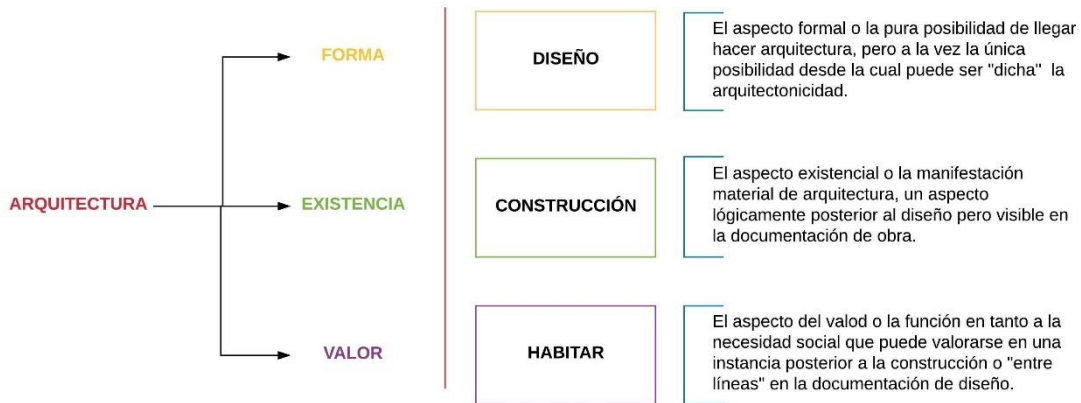 FORMA
DISEÑO
El aspecto formal o la pura posibilidad de llegar
hacer arquitectura, pero a la vez la única
posibilidad desde la cual puede ser "dicha" la
arquitectonicidad.
ARQUITECTURA
EXISTENCIA
CONSTRUCCIÓN
El aspecto existencial o la manifestación
material de arquitectura, un aspecto
lógicamente posterior al diseño pero visible en
la documentación de obra.
VALOR
HABITAR
El aspecto del valod o la función en tanto a la
necesidad social que puede valorarse en una
instancia posterior a la construcción o "entre
líneas" en la documentación de diseño.